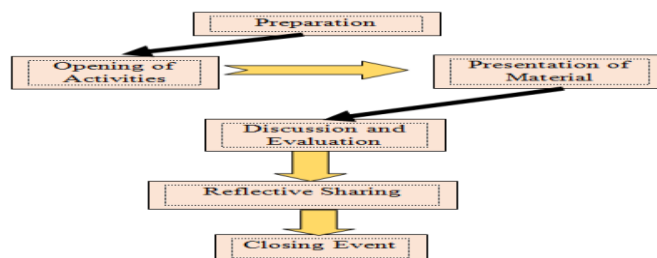 Preparation
Opening of
Activities
Presentation of
Material
Discussion and
Evaluation
Reflective Sharing
Closing Event